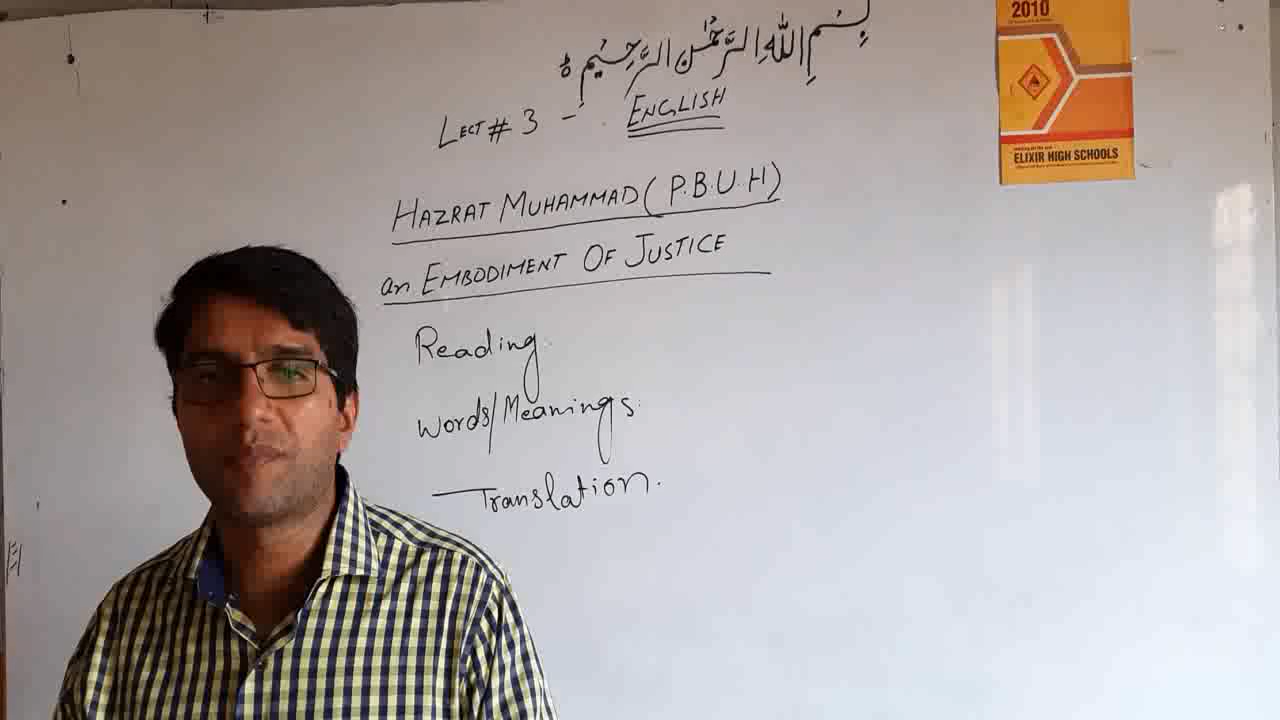 بِسْمِ اللهِ الرَّحْمٰنِ الرَّحِيْمِ
LECT # 3 - ENGLISH
HAZRAT MUHAMMAD (P.B.U.H)
an EMBODIMENT OF JUSTICE
Reading.
Words/Meanings.
Translation.
2010
ELIXIR HIGH SCHOOLS